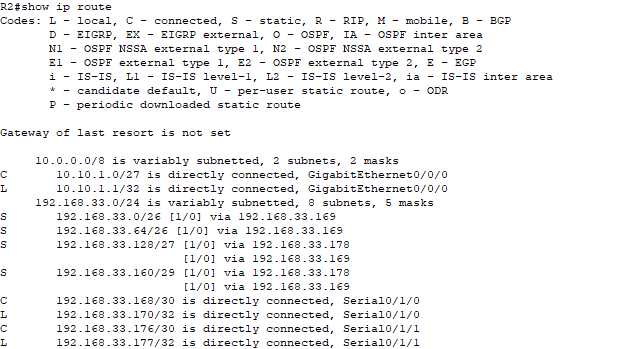 R2#show ip route
Codes: L - local, C - connected, S - static, R - RIP, M - mobile, B - BGP
D - EIGRP, EX - EIGRP external, O - OSPF, IA - OSPF inter area
N1 - OSPF NSSA external type 1, N2 - OSPF NSSA external type 2
E1 - OSPF external type 1, E2 - OSPF external type 2, E - EGP
i - IS-IS, L1 - IS-IS level-1, L2 - IS-IS level-2, ia - IS-IS inter area
* - candidate default, U - per-user static route, o - ODR
P - periodic downloaded static route
Gateway of last resort is not set
10.0.0.0/8 is variably subnetted, 2 subnets, 2 masks
C 10.10.1.0/27 is directly connected, GigabitEthernet0/0/0
L 10.10.1.1/32 is directly connected, GigabitEthernet0/0/0
192.168.33.0/24 is variably subnetted, 8 subnets, 5 masks
S 192.168.33.0/26 [1/0] via 192.168.33.169
S 192.168.33.64/26 [1/0] via 192.168.33.169
S 192.168.33.128/27 [1/0] via 192.168.33.178
[1/0] via 192.168.33.169
S 192.168.33.160/29 [1/0] via 192.168.33.178
[1/0] via 192.168.33.169
C 192.168.33.168/30 is directly connected, Serial0/1/0
L 192.168.33.170/32 is directly connected, Serial0/1/0
C 192.168.33.176/30 is directly connected, Serial0/1/1
L 192.168.33.177/32 is directly connected, Serial0/1/1